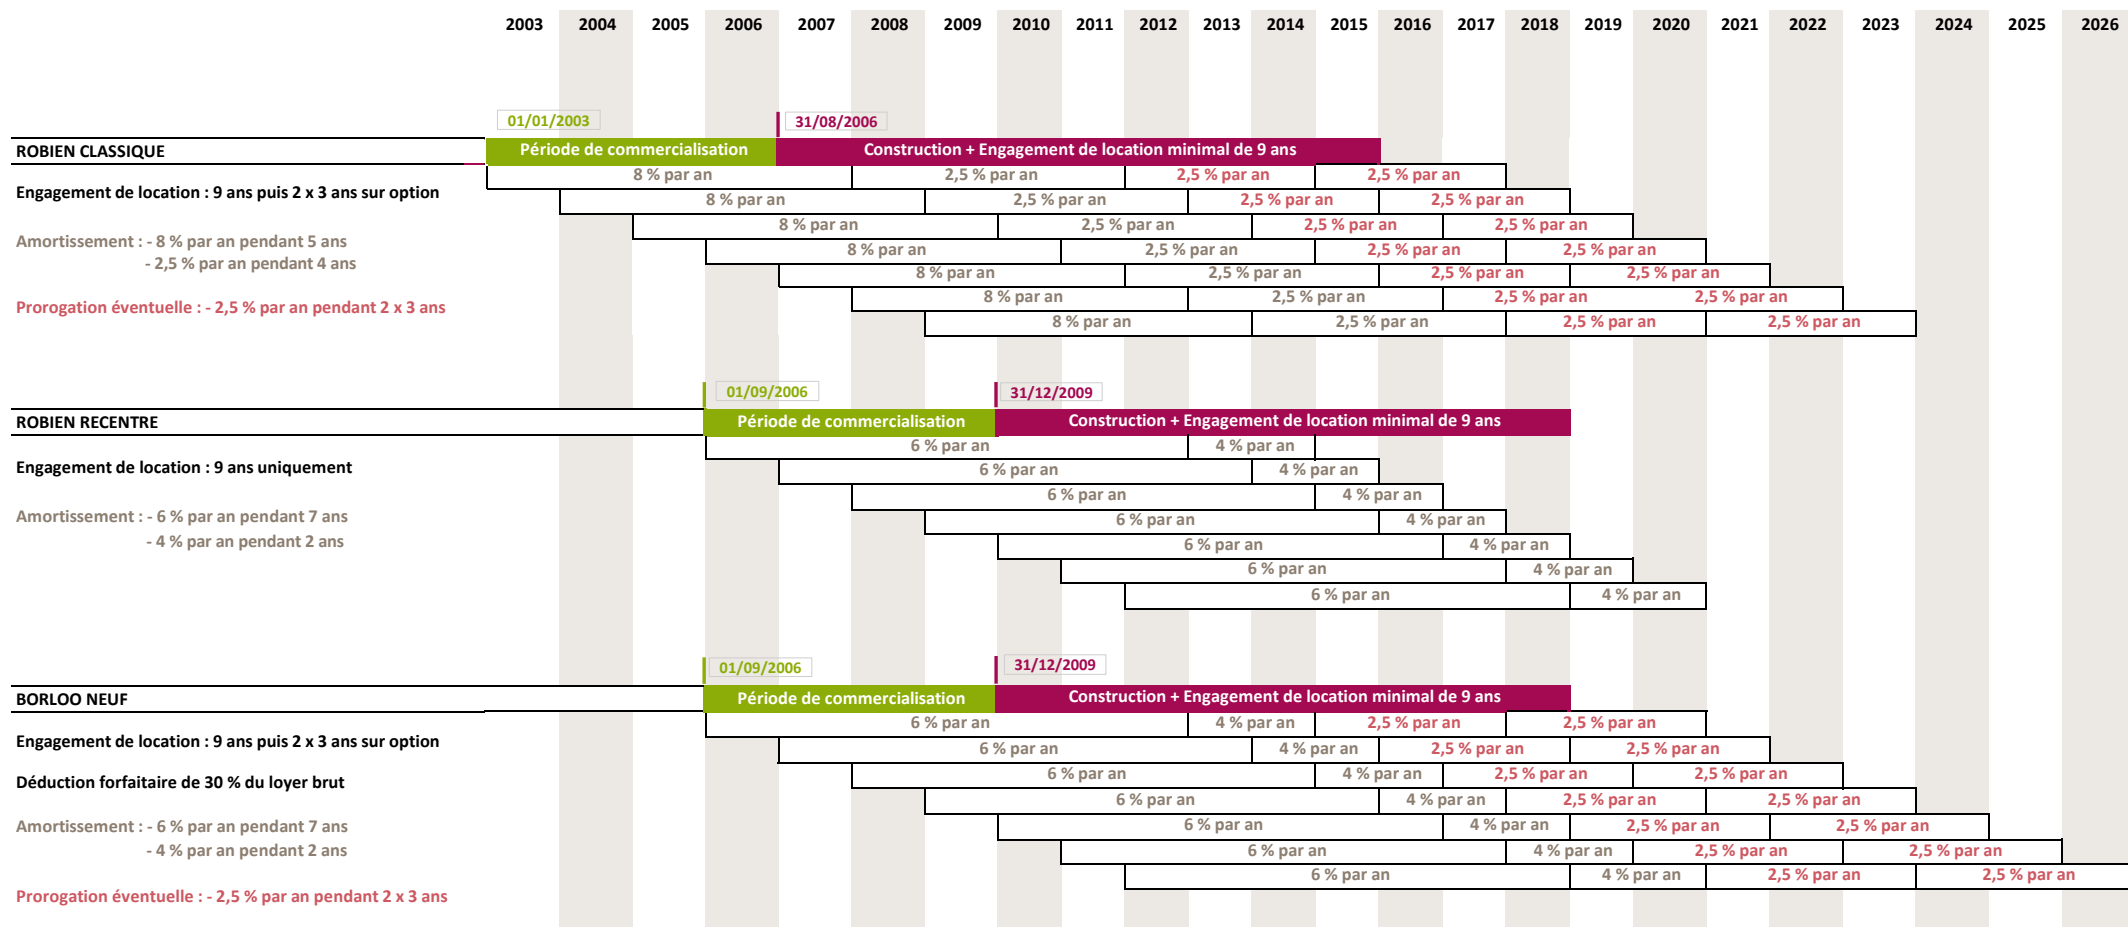 2003 2004 2005 2006 2007 2008 2009 2010 2011 2012 2013 2014 2015 2016 2017 2018 2019 2020 2021 2022 2023 2024 2025 2026
01/01/2003 31/08/2006
ROBIEN CLASSIQUE Période de commercialisation Construction + Engagement de location minimal de 9 ans
8 % par an 2,5 % par an 2,5 % par an 2,5 % par an
Engagement de location : 9 ans puis 2 x 3 ans sur option
8 % par an 2,5 % par an 2,5 % par an 2,5 % par an
8 % par an 2,5 % par an 2,5 % par an 2,5 % par an
Amortissement : - 8 % par an pendant 5 ans
8 % par an 2,5 % par an 2,5 % par an 2,5 % par an
- 2,5 % par an pendant 4 ans
8 % par an 2,5 % par an 2,5 % par an 2,5 % par an
8 % par an 2,5 % par an 2,5 % par an 2,5 % par an
Prorogation éventuelle : - 2,5 % par an pendant 2 x 3 ans
8 % par an 2,5 % par an 2,5 % par an 2,5 % par an
01/09/2006 31/12/2009
ROBIEN RECENTRE Période de commercialisation Construction + Engagement de location minimal de 9 ans
6 % par an 4 % par an
Engagement de location : 9 ans uniquement
6 % par an 4 % par an
6 % par an 4 % par an
Amortissement : - 6 % par an pendant 7 ans
6 % par an 4 % par an
- 4 % par an pendant 2 ans
6 % par an 4 % par an
6 % par an 4 % par an
6 % par an 4 % par an
01/09/2006 31/12/2009
BORLOO NEUF Période de commercialisation Construction + Engagement de location minimal de 9 ans
6 % par an 4 % par an 2,5 % par an 2,5 % par an
Engagement de location : 9 ans puis 2 x 3 ans sur option
6 % par an 4 % par an 2,5 % par an 2,5 % par an
6 % par an 4 % par an 2,5 % par an 2,5 % par an
Déduction forfaitaire de 30 % du loyer brut
6 % par an 4 % par an 2,5 % par an 2,5 % par an
Amortissement : - 6 % par an pendant 7 ans
6 % par an 4 % par an 2,5 % par an 2,5 % par an
- 4 % par an pendant 2 ans
6 % par an 4 % par an 2,5 % par an 2,5 % par an
6 % par an 4 % par an 2,5 % par an 2,5 % par an
Prorogation éventuelle : - 2,5 % par an pendant 2 x 3 ans